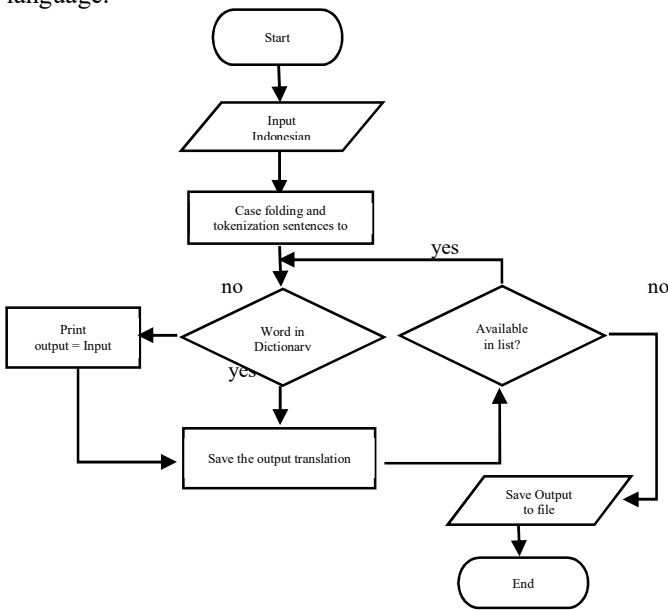 language.
Start
Input
Indonesian
Case folding and
tokenization sentences to
yes
no
no
Print
output = Input
Word in
Dictionary
Available
in list?
yes
Save the output translation
Save Output
to file
End